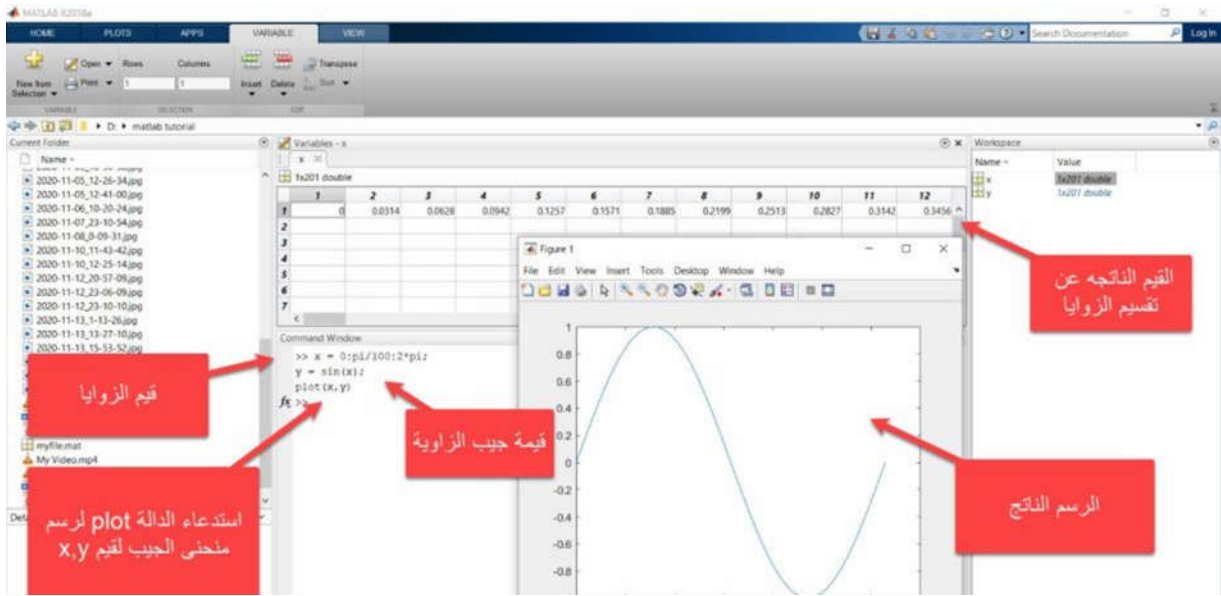 MATLAB R2018a
HOME PLOTS APPS VARIABLE VIEW
Search Documentation
Log In
New from Selection
Open
Print
Rows
1
Columns
1
Insert
Delete
Transpose
Sort
VARIABLE
SELECTION
EDIT
D: matlab tutorial
Current Folder
Name
2020-11-05_12-26-34.jpg
2020-11-05_12-41-00.jpg
2020-11-06_10-20-24.jpg
2020-11-07_23-10-54.jpg
2020-11-08_0-09-31.jpg
2020-11-10_11-43-42.jpg
2020-11-10_12-25-14.jpg
2020-11-12_20-57-09.jpg
2020-11-12_23-06-09.jpg
2020-11-12_23-10-10.jpg
2020-11-13_1-13-26.jpg
2020-11-13_13-27-10.jpg
2020-11-13_15-53-52.jpg
myfile.mat
My Video.mp4
Variables - x
x
1x201 double
1 2 3 4 5 6 7 8 9 10 11 12
1 0 0.0314 0.0628 0.0942 0.1257 0.1571 0.1885 0.2199 0.2513 0.2827 0.3142 0.3456
2
3
4
5
6
7
Workspace
Name Value
x 1x201 double
y 1x201 double
Command Window
>> x = 0:pi/100:2*pi;
y = sin(x);
plot(x,y)
fx >>
Figure 1
File Edit View Insert Tools Desktop Window Help
1
0.8
0.6
0.4
0.2
0
-0.2
-0.4
-0.6
-0.8
القيم الناتجه عن
تقسيم الزوايا
قيم الزوايا
قيمة جيب الزاوية
استدعاء الدالة plot لرسم
منحنى الجيب لقيم x,y
الرسم الناتج